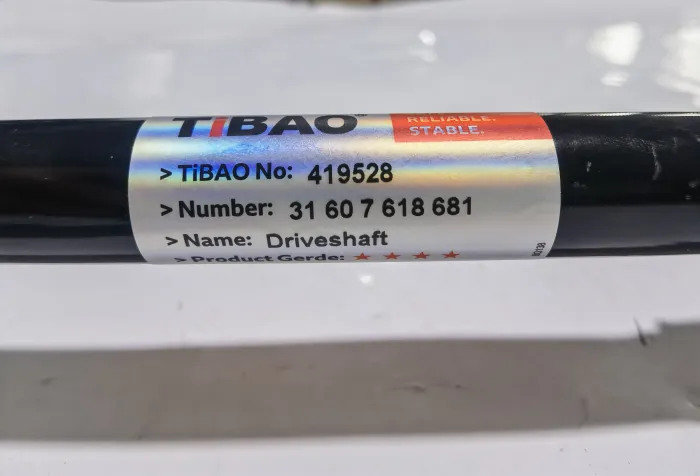 TiBAO®
RELIABLE.
STABLE.
> TiBAO No: 419528
> Number: 31 60 7 618 681
> Name: Driveshaft
> Product Gerde: ★ ★ ★ ★